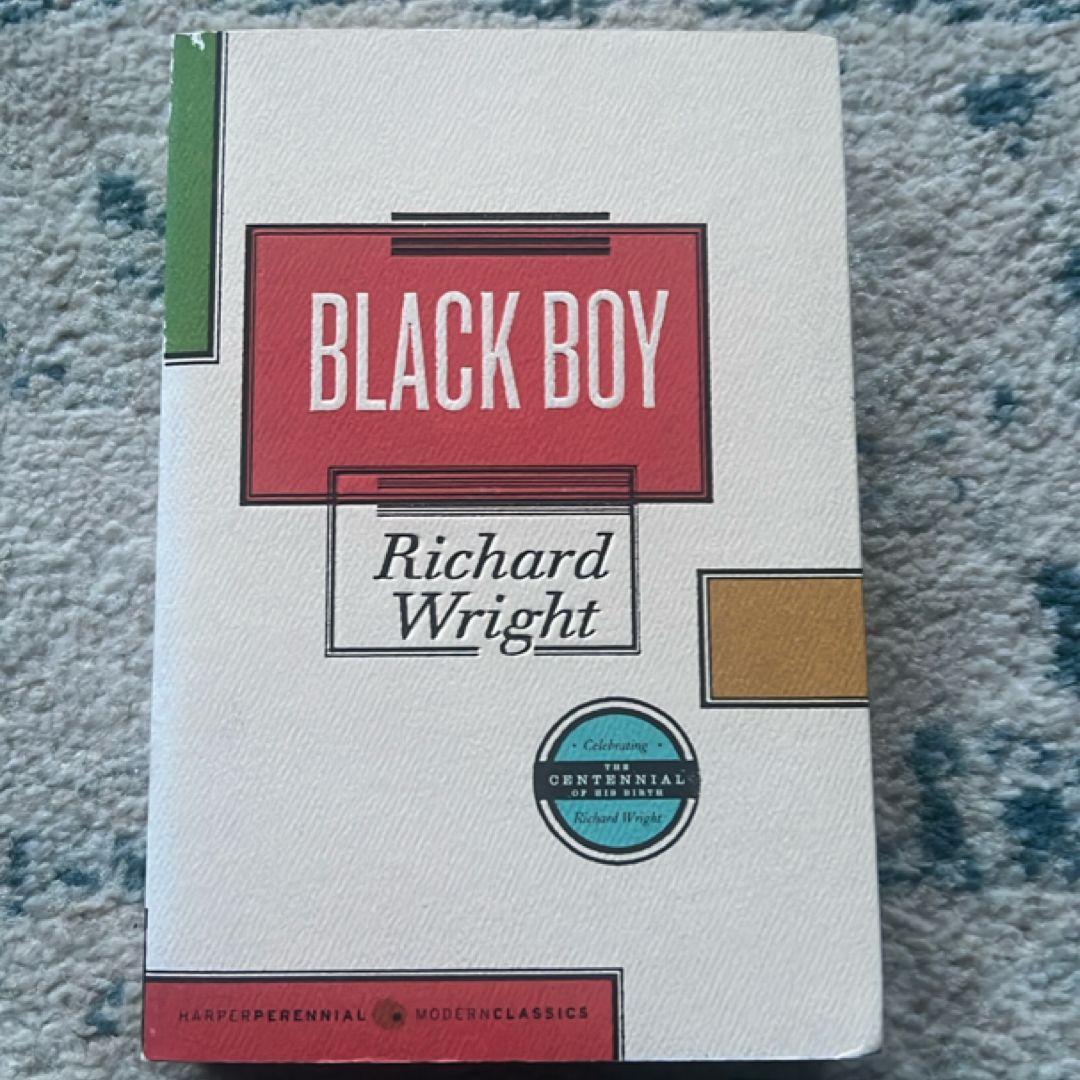 BLACK BOY
Richard
Wright
• Celebrating •
THE
CENTENNIAL
OF HIS BIRTH
Richard Wright
HARPERPERENNIAL MODERNCLASSICS